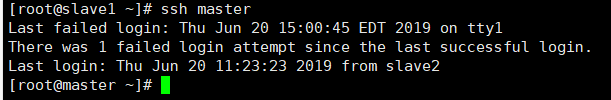 [root@slave1 ~]# ssh master
Last failed login: Thu Jun 20 15:00:45 EDT 2019 on tty1
There was 1 failed login attempt since the last successful login.
Last login: Thu Jun 20 11:23:23 2019 from slave2
[root@master ~]#